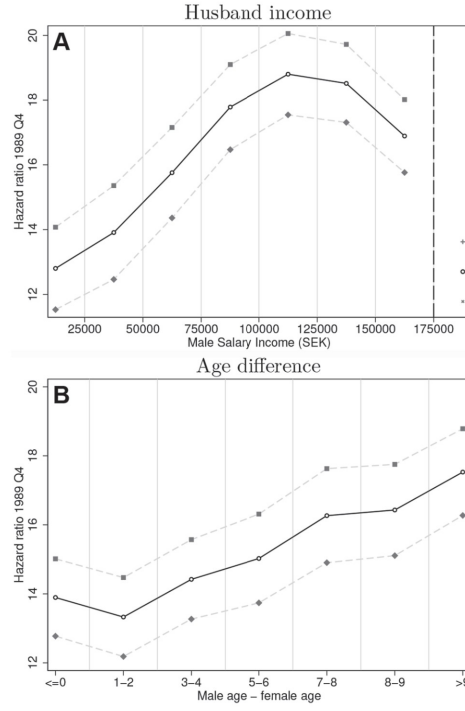 Husband income
A
Hazard ratio 1989 Q4
20
18
16
14
12
25000 50000 75000 100000 125000 150000 175000
Male Salary Income (SEK)
Age difference
B
Hazard ratio 1989 Q4
20
18
16
14
12
<=0 1−2 3−4 5−6 7−8 8−9 >9
Male age − female age